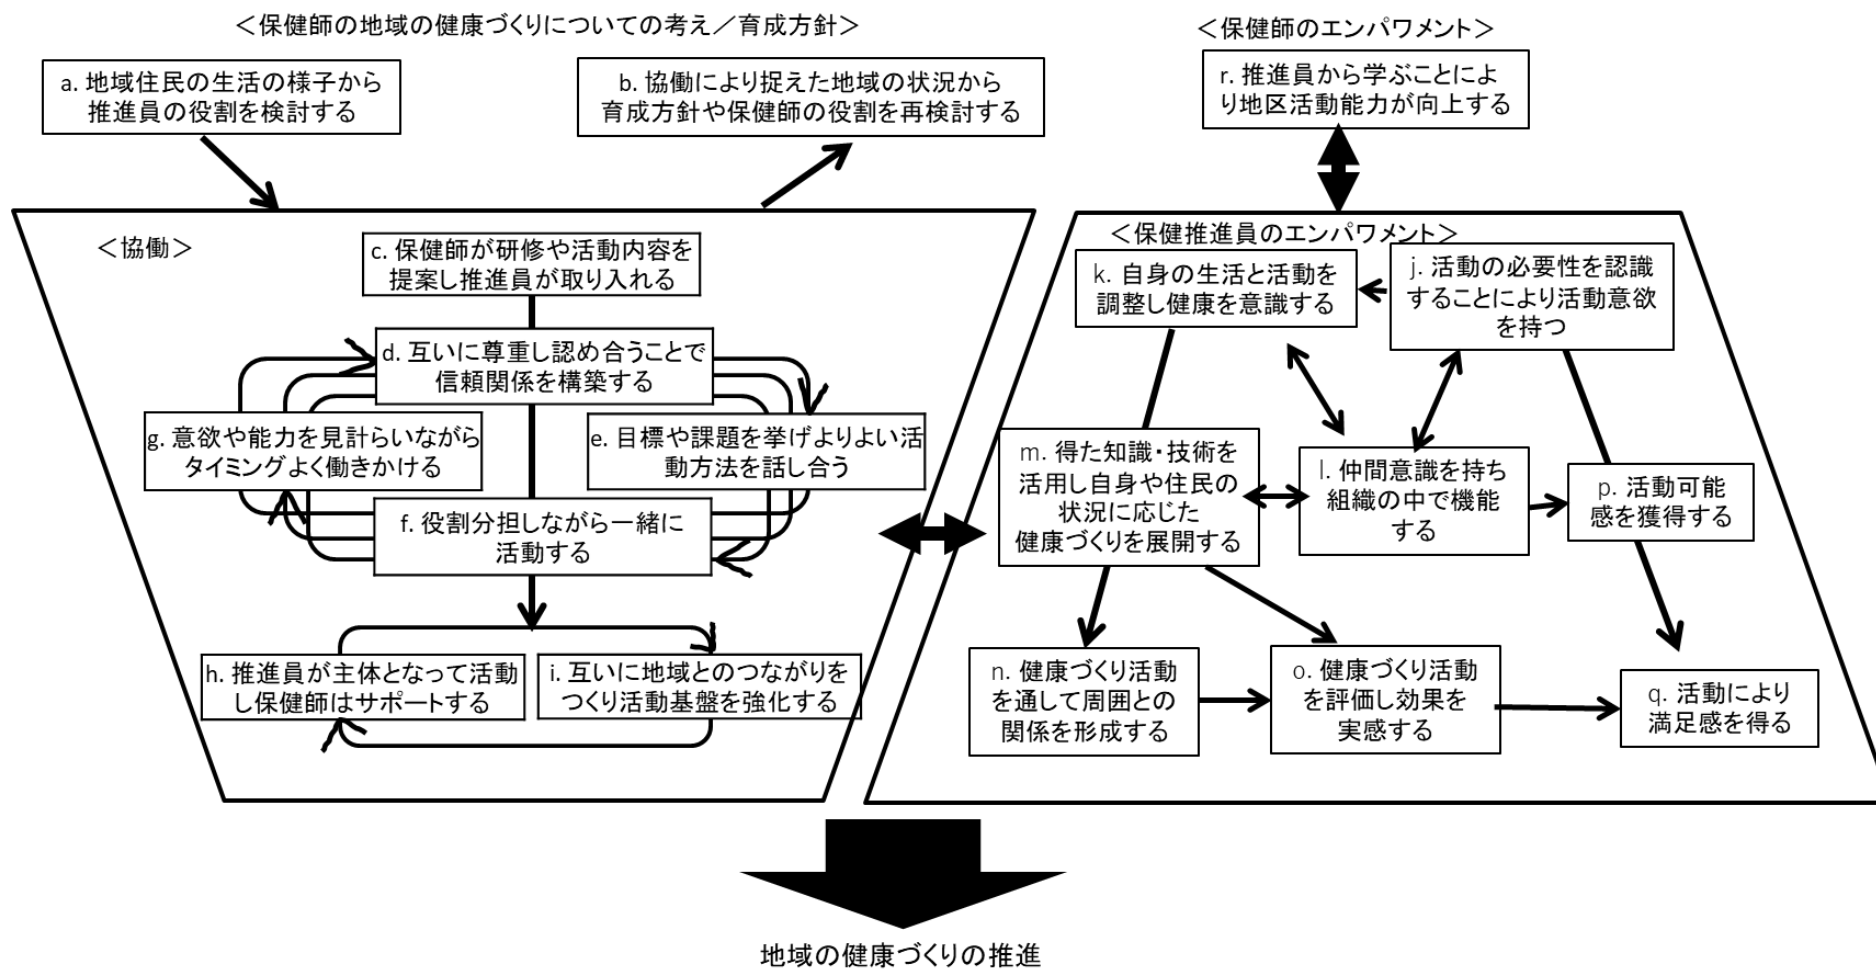 ＜保健師の地域の健康づくりについての考え／育成方針＞
a. 地域住民の生活の様子から
推進員の役割を検討する
b. 協働により捉えた地域の状況から
育成方針や保健師の役割を再検討する
＜保健師のエンパワメント＞
r. 推進員から学ぶことによ
り地区活動能力が向上する
＜協働＞
c. 保健師が研修や活動内容を
提案し推進員が取り入れる
d. 互いに尊重し認め合うことで
信頼関係を構築する
g. 意欲や能力を見計らいながら
タイミングよく働きかける
e. 目標や課題を挙げよりよい活
動方法を話し合う
f. 役割分担しながら一緒に
活動する
h. 推進員が主体となって活動
し保健師はサポートする
i. 互いに地域とのつながりを
つくり活動基盤を強化する
＜保健推進員のエンパワメント＞
k. 自身の生活と活動を
調整し健康を意識する
j. 活動の必要性を認識
することにより活動意欲
を持つ
m. 得た知識・技術を
活用し自身や住民の
状況に応じた
健康づくりを展開する
l. 仲間意識を持ち
組織の中で機能
する
p. 活動可能
感を獲得する
n. 健康づくり活動
を通して周囲との
関係を形成する
o. 健康づくり活動
を評価し効果を
実感する
q. 活動により
満足感を得る
地域の健康づくりの推進